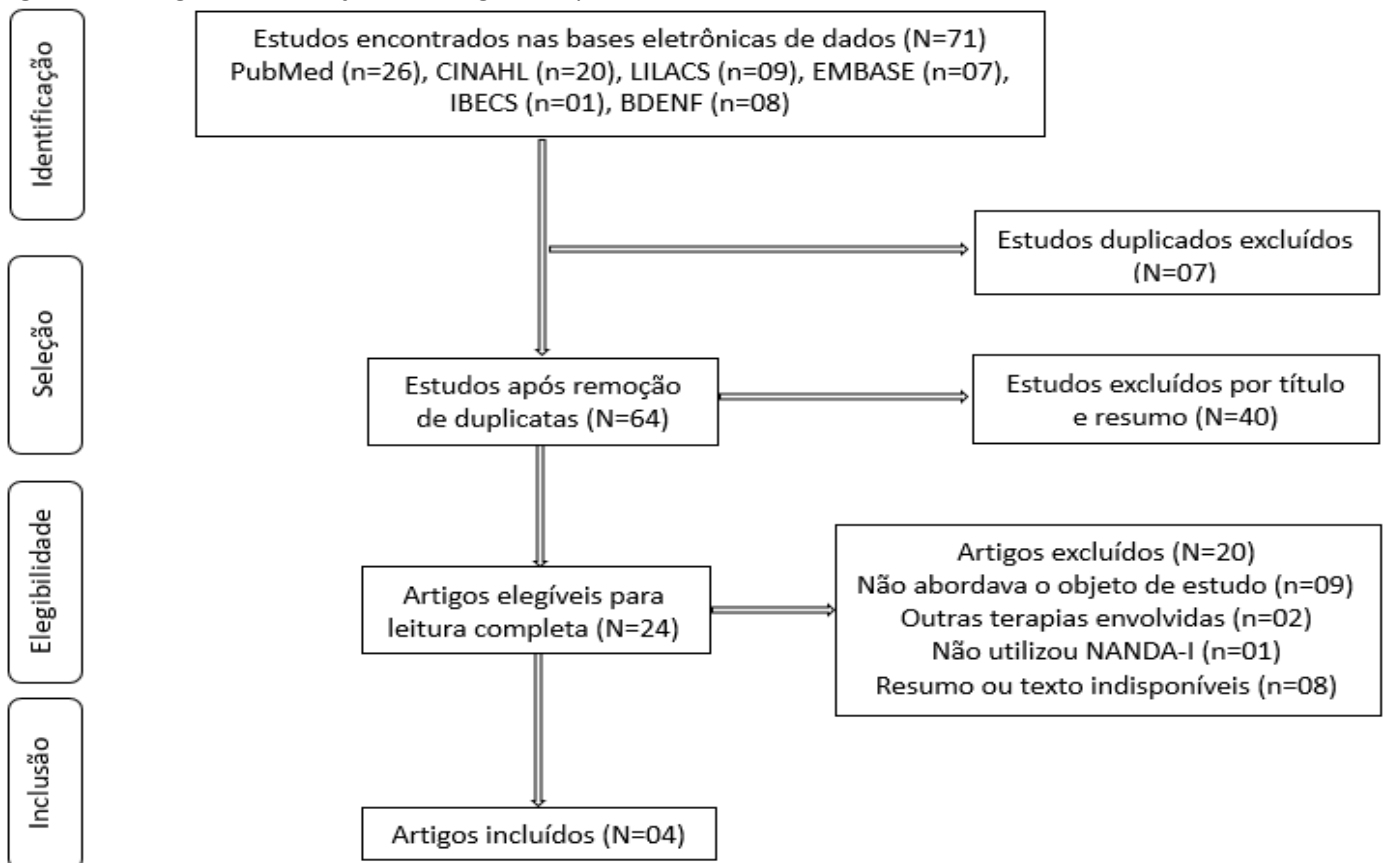 Identificação
Estudos encontrados nas bases eletrônicas de dados (N=71)
PubMed (n=26), CINAHL (n=20), LILACS (n=09), EMBASE (n=07),
IBECS (n=01), BDENF (n=08)
Estudos duplicados excluídos
(N=07)
Seleção
Estudos após remoção
de duplicatas (N=64)
Estudos excluídos por título
e resumo (N=40)
Elegibilidade
Artigos elegíveis para
leitura completa (N=24)
Artigos excluídos (N=20)
Não abordava o objeto de estudo (n=09)
Outras terapias envolvidas (n=02)
Não utilizou NANDA-I (n=01)
Resumo ou texto indisponíveis (n=08)
Inclusão
Artigos incluídos (N=04)